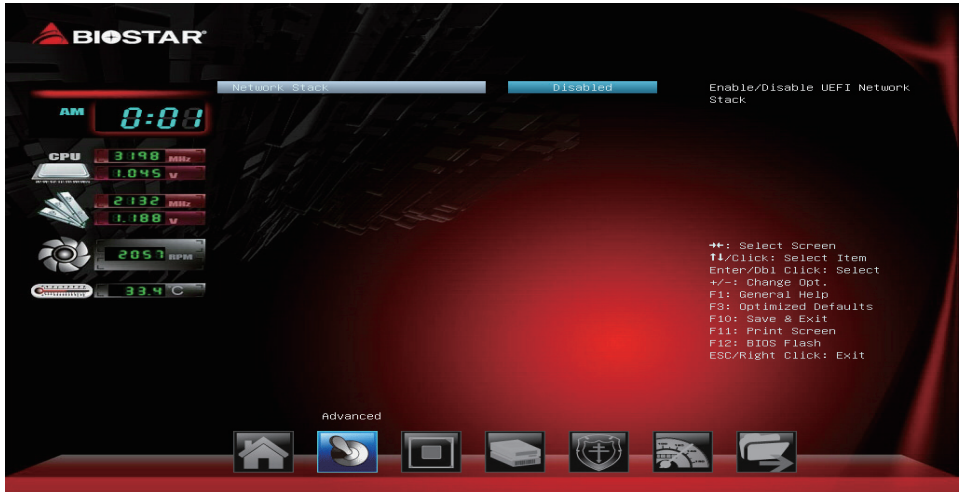 BIOSTAR
Network Stack Disabled
Enable/Disable UEFI Network
Stack
AM 0:01
CPU 3198 MHz
1.045 V
2132 MHz
1.188 V
2057 RPM
33.4 °C
→←: Select Screen
↑↓/Click: Select Item
Enter/Dbl Click: Select
+/-: Change Opt.
F1: General Help
F3: Optimized Defaults
F10: Save & Exit
F11: Print Screen
F12: BIOS Flash
ESC/Right Click: Exit
Advanced